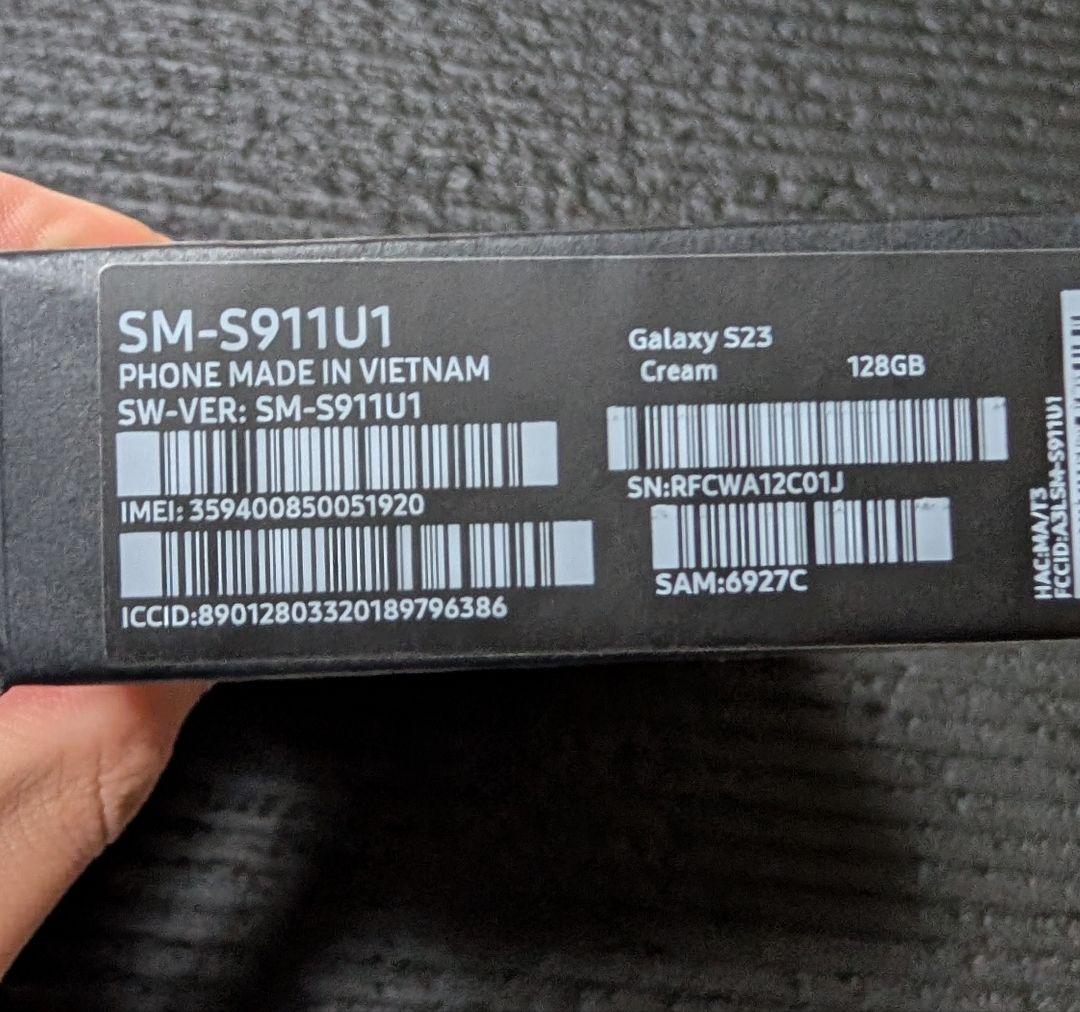 SM-S911U1
PHONE MADE IN VIETNAM
SW-VER: SM-S911U1
IMEI: 359400850051920
ICCID:89012803320189796386
Galaxy S23
Cream 128GB
SN:RFCWA12C01J
SAM:6927C
HAC:MA/T3
FCCID:A3LSM-S911U1